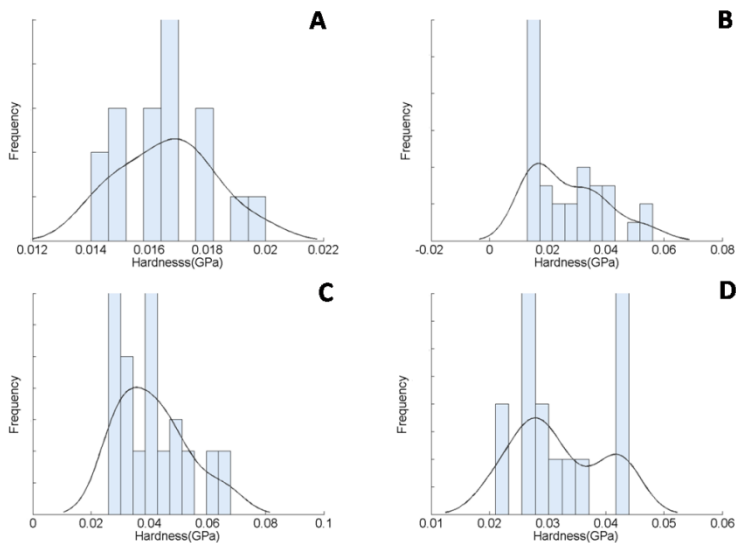 A
Frequency
0.012 0.014 0.016 0.018 0.02 0.022
Hardnesss(GPa)
B
Frequency
-0.02 0 0.02 0.04 0.06 0.08
Hardness(GPa)
C
Frequency
0 0.02 0.04 0.06 0.08 0.1
Hardness(GPa)
D
Frequency
0.01 0.02 0.03 0.04 0.05 0.06
Hardness(GPa)